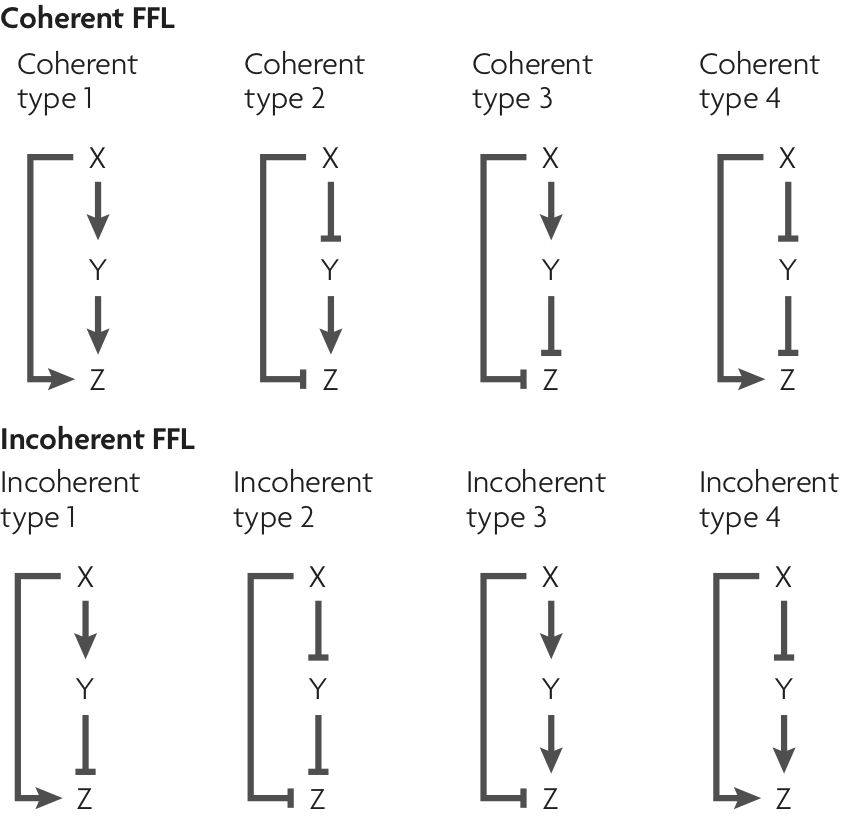 Coherent FFL
Coherent type 1
Coherent type 2
Coherent type 3
Coherent type 4
X X X X
Y Y Y Y
Z Z Z Z
Incoherent FFL
Incoherent type 1
Incoherent type 2
Incoherent type 3
Incoherent type 4
X X X X
Y Y Y Y
Z Z Z Z